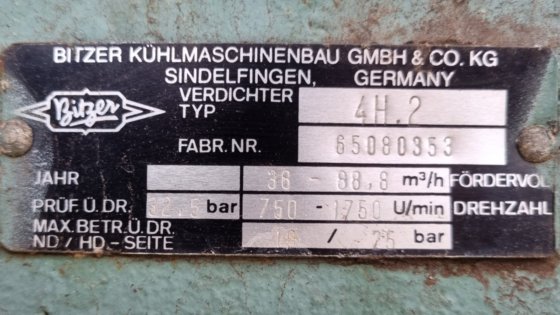 BITZER KÜHLMASCHINENBAU GMBH & CO. KG
SINDELFINGEN, GERMANY
Bitzer
VERDICHTER TYP 4H.2
FABR. NR. 65080353
JAHR 36 - 88,8 m³/h FÖRDERVOL
PRÜF.Ü.DR. bar 750 - 1750 U/min DREHZAHL
MAX.BETR.Ü.DR.
ND / HD - SEITE / 25 bar